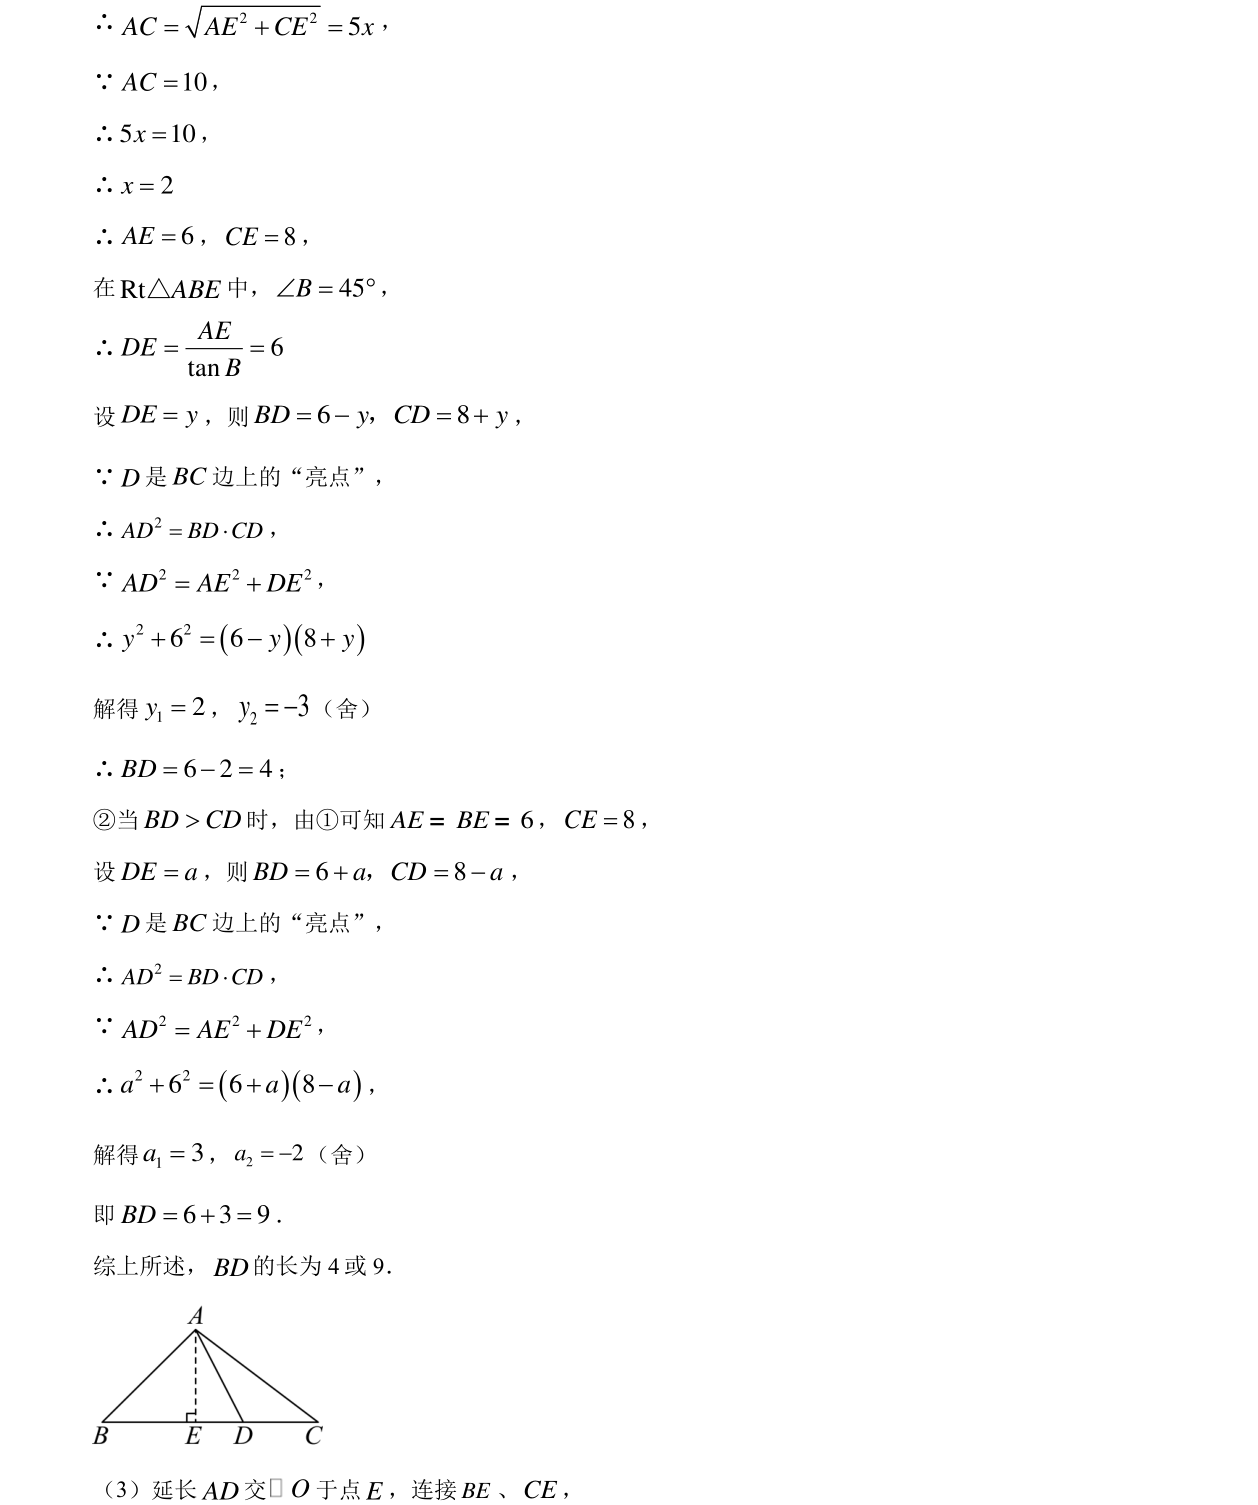 ∴ AC = √(AE² + CE²) = 5x，
∵ AC = 10，
∴ 5x = 10，
∴ x = 2
∴ AE = 6， CE = 8，
在 Rt△ABE 中， ∠B = 45°，
∴ DE = AE / tan B = 6
设 DE = y，则 BD = 6 − y，CD = 8 + y，
∵ D 是 BC 边上的“亮点”，
∴ AD² = BD · CD，
∵ AD² = AE² + DE²，
∴ y² + 6² = (6 − y)(8 + y)
解得 y₁ = 2， y₂ = −3（舍）
∴ BD = 6 − 2 = 4；
②当 BD > CD 时，由①可知 AE = BE = 6， CE = 8，
设 DE = a，则 BD = 6 + a，CD = 8 − a，
∵ D 是 BC 边上的“亮点”，
∴ AD² = BD · CD，
∵ AD² = AE² + DE²，
∴ a² + 6² = (6 + a)(8 − a)，
解得 a₁ = 3， a₂ = −2（舍）
即 BD = 6 + 3 = 9．
综上所述， BD 的长为 4 或 9．
A
B E D C
（3）延长 AD 交 O 于点 E，连接 BE 、 CE，